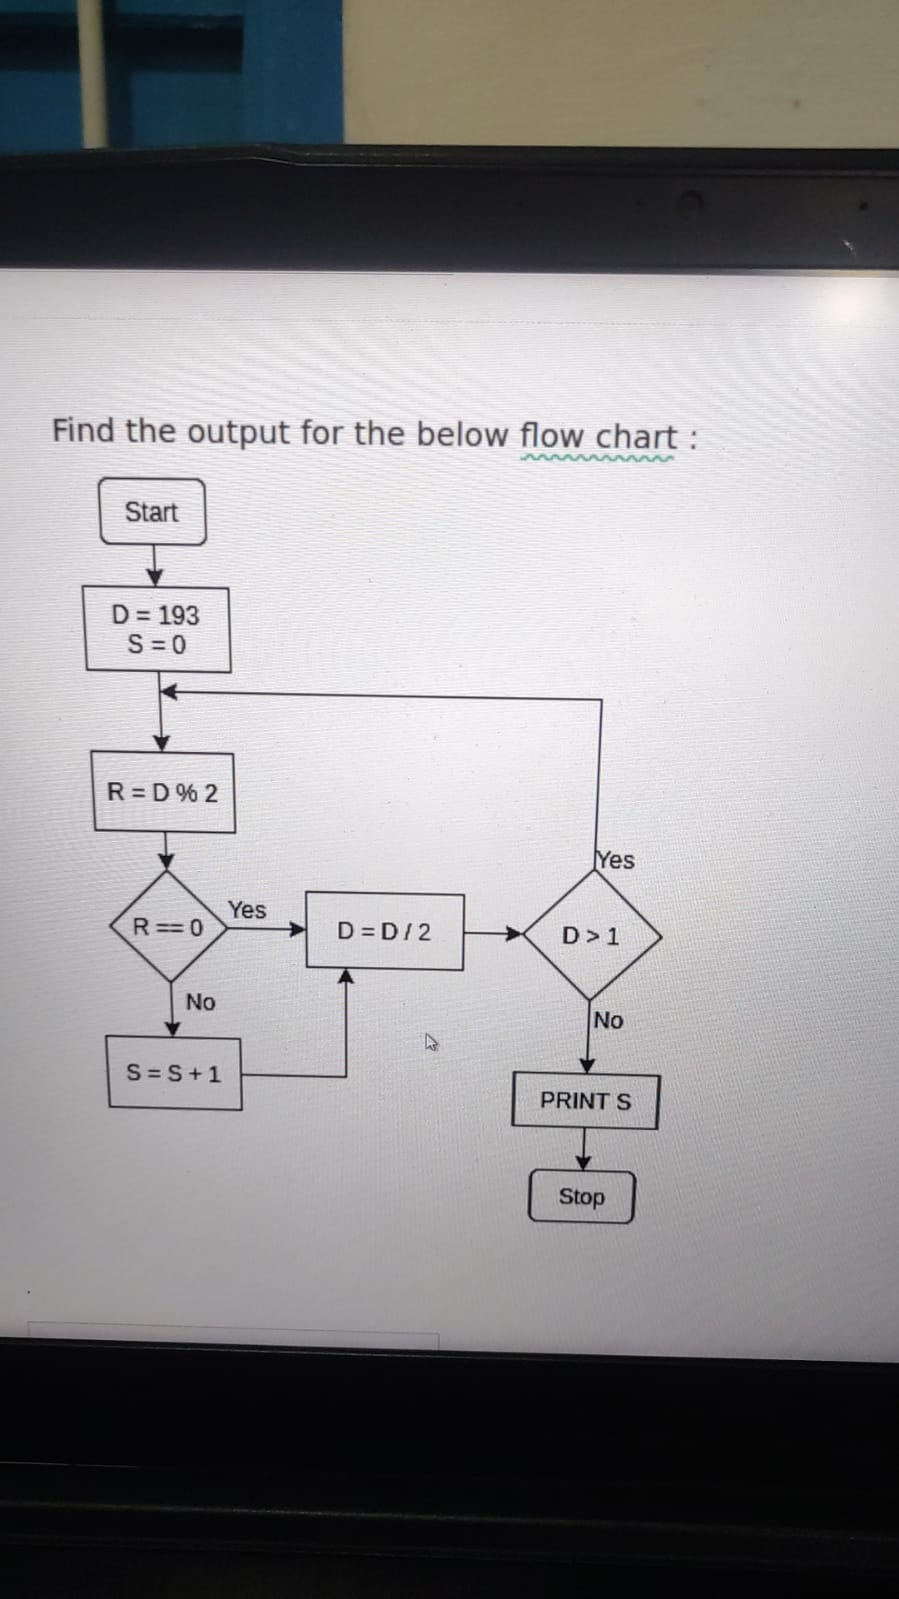 Find the output for the below flow chart :
Start
D = 193
S = 0
R = D % 2
R == 0
Yes
D = D / 2
D > 1
Yes
No
S = S + 1
No
PRINT S
Stop